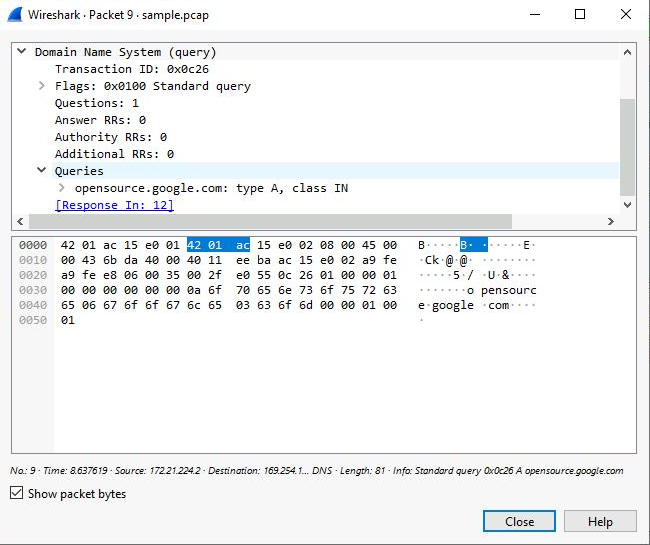 Wireshark · Packet 9 · sample.pcap
Domain Name System (query)
Transaction ID: 0x0c26
Flags: 0x0100 Standard query
Questions: 1
Answer RRs: 0
Authority RRs: 0
Additional RRs: 0
Queries
opensource.google.com: type A, class IN
[Response In: 12]
0000 42 01 ac 15 e0 01 42 01 ac 15 e0 02 08 00 45 00 B·····B· ·····E·
0010 00 43 6b da 40 00 40 11 ee ba ac 15 e0 02 a9 fe ·Ck·@·@· ········
0020 a9 fe e8 06 00 35 00 2f e0 55 0c 26 01 00 00 01 ·····5·/ ·U·&····
0030 00 00 00 00 00 00 0a 6f 70 65 6e 73 6f 75 72 63 ·······o pensourc
0040 65 06 67 6f 6f 67 6c 65 03 63 6f 6d 00 00 01 00 e·google ·com····
0050 01 ·
No.: 9 · Time: 8.637619 · Source: 172.21.224.2 · Destination: 169.254.1... DNS · Length: 81 · Info: Standard query 0x0c26 A opensource.google.com
Show packet bytes
Close Help